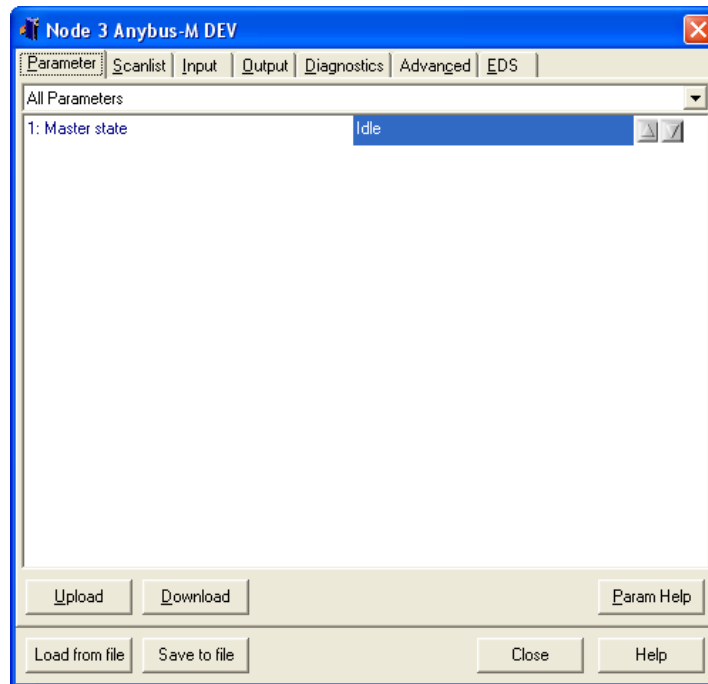 Node 3 Anybus-M DEV
Parameter Scanlist Input Output Diagnostics Advanced EDS
All Parameters
1: Master state Idle
Upload Download Param Help
Load from file Save to file Close Help